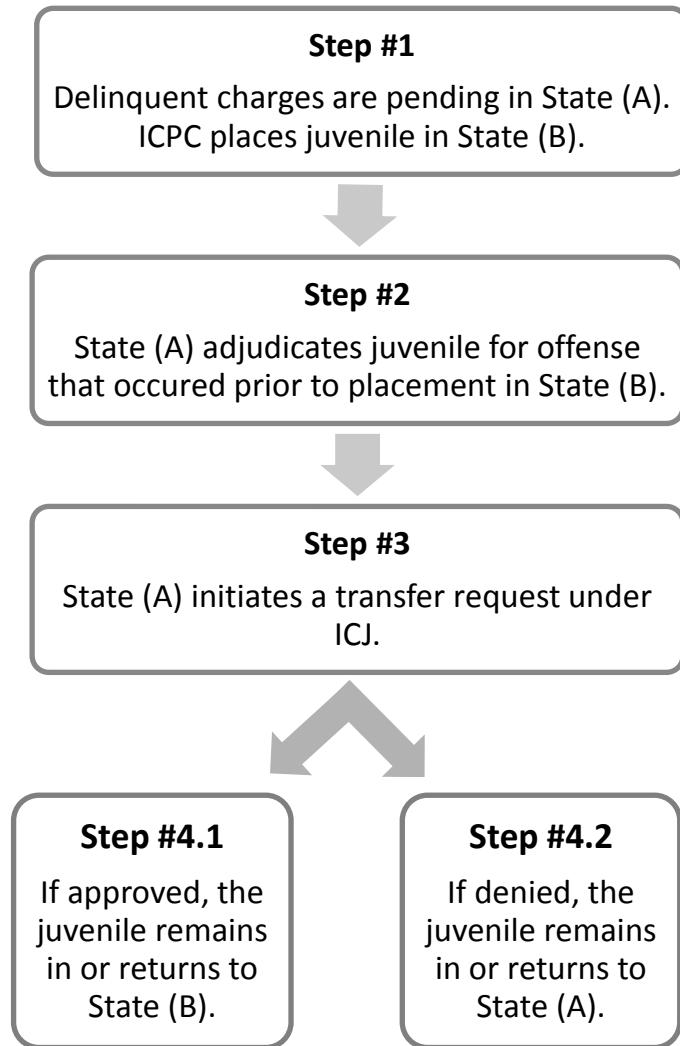 Step #1
Delinquent charges are pending in State (A).
ICPC places juvenile in State (B).
Step #2
State (A) adjudicates juvenile for offense
that occured prior to placement in State (B).
Step #3
State (A) initiates a transfer request under
ICJ.
Step #4.1
If approved, the
juvenile remains
in or returns to
State (B).
Step #4.2
If denied, the
juvenile remains
in or returns to
State (A).